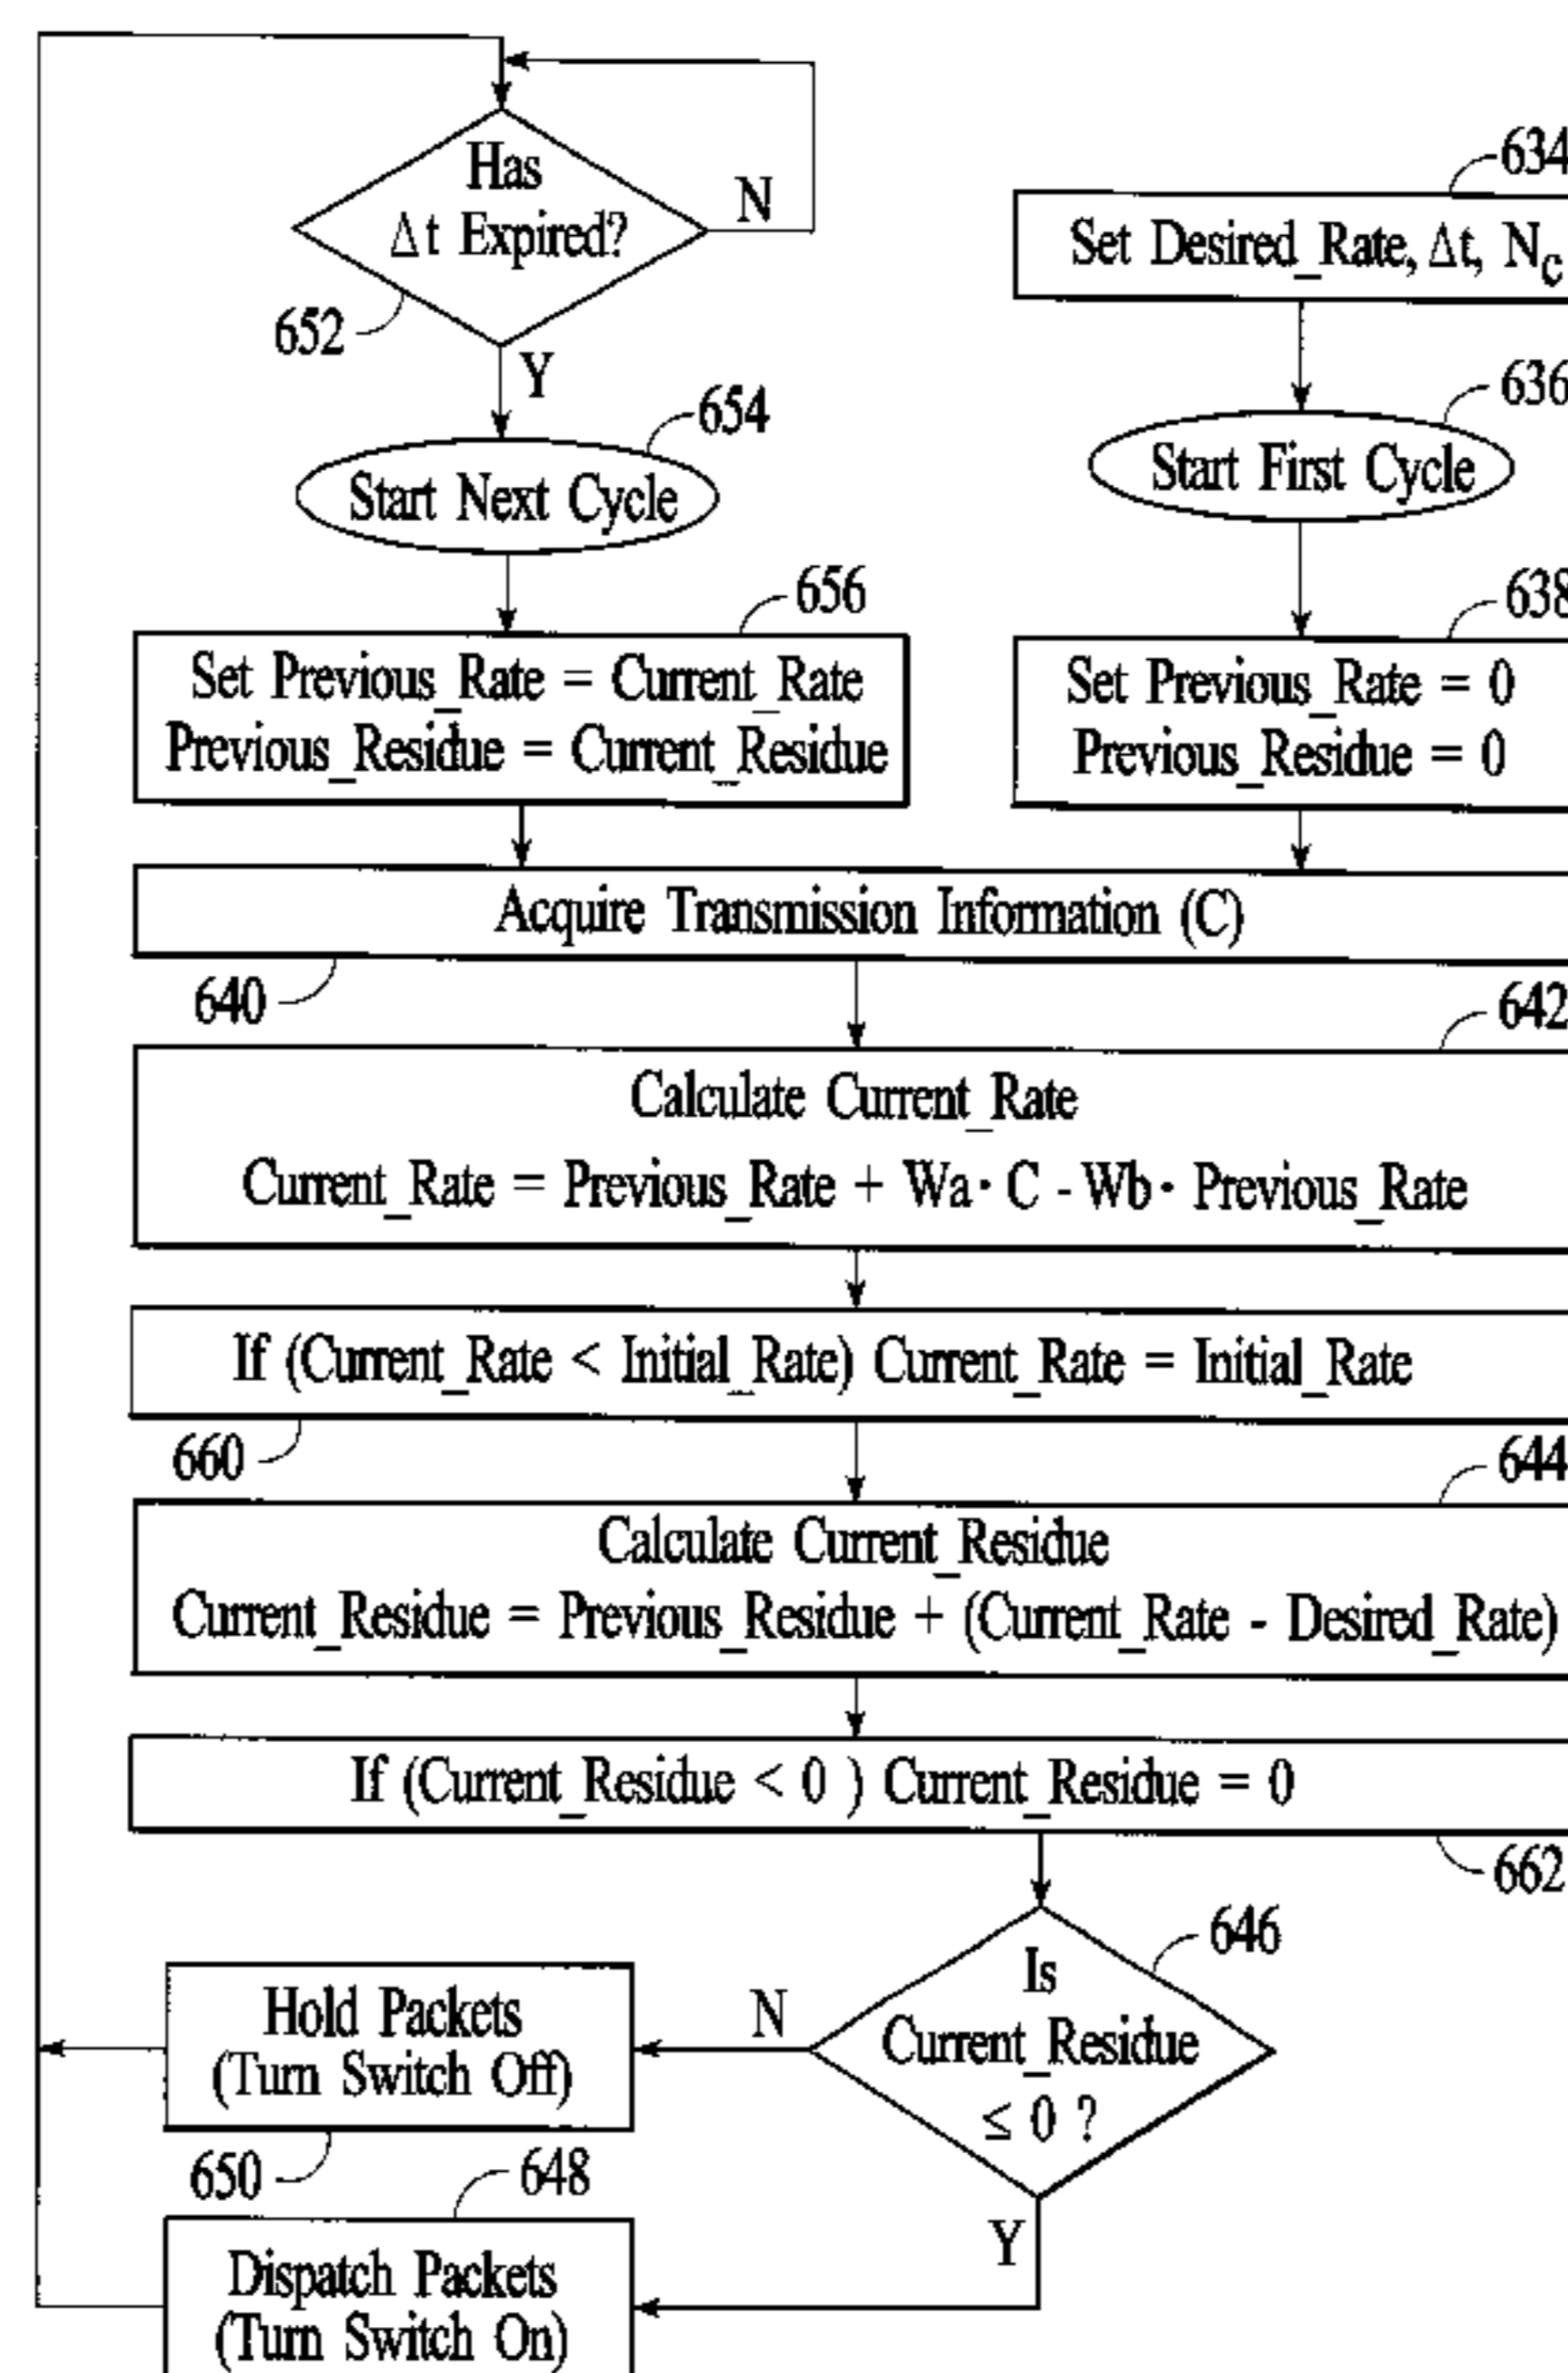 Has
Δt Expired?
N
652
Y
654
Start Next Cycle
656
Set Previous_Rate = Current_Rate
Previous_Residue = Current_Residue
634
Set Desired_Rate, Δt, Nc
636
Start First Cycle
638
Set Previous_Rate = 0
Previous_Residue = 0
Acquire Transmission Information (C)
640
642
Calculate Current_Rate
Current_Rate = Previous_Rate + Wa· C - Wb· Previous_Rate
If (Current_Rate < Initial_Rate) Current_Rate = Initial_Rate
660
644
Calculate Current_Residue
Current_Residue = Previous_Residue + (Current_Rate - Desired_Rate)
If (Current_Residue < 0 ) Current_Residue = 0
662
646
Is
Current_Residue
≤ 0 ?
N
Hold Packets
(Turn Switch Off)
650
648
Y
Dispatch Packets
(Turn Switch On)